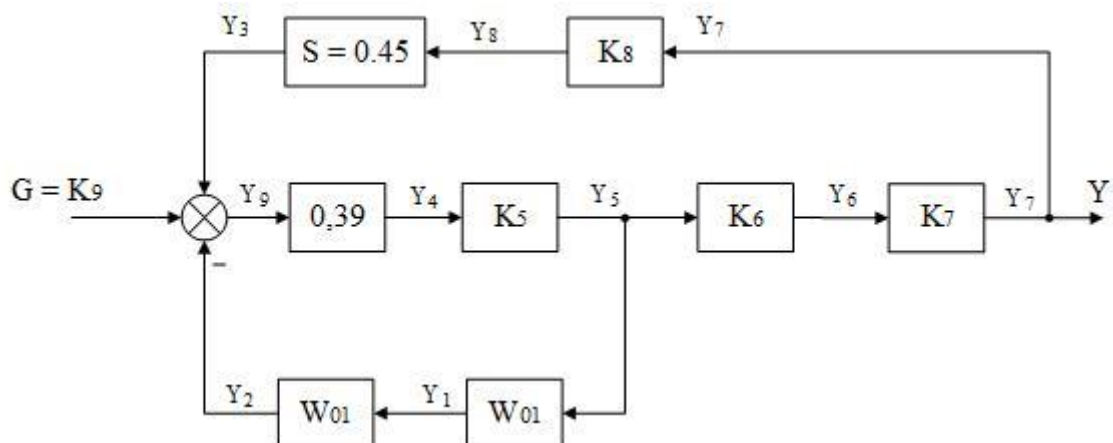 Y3
S = 0.45
Y8
K8
Y7
G = K9
Y9
0,39
Y4
K5
Y5
K6
Y6
K7
Y7
Y
–
Y2
W01
Y1
W01